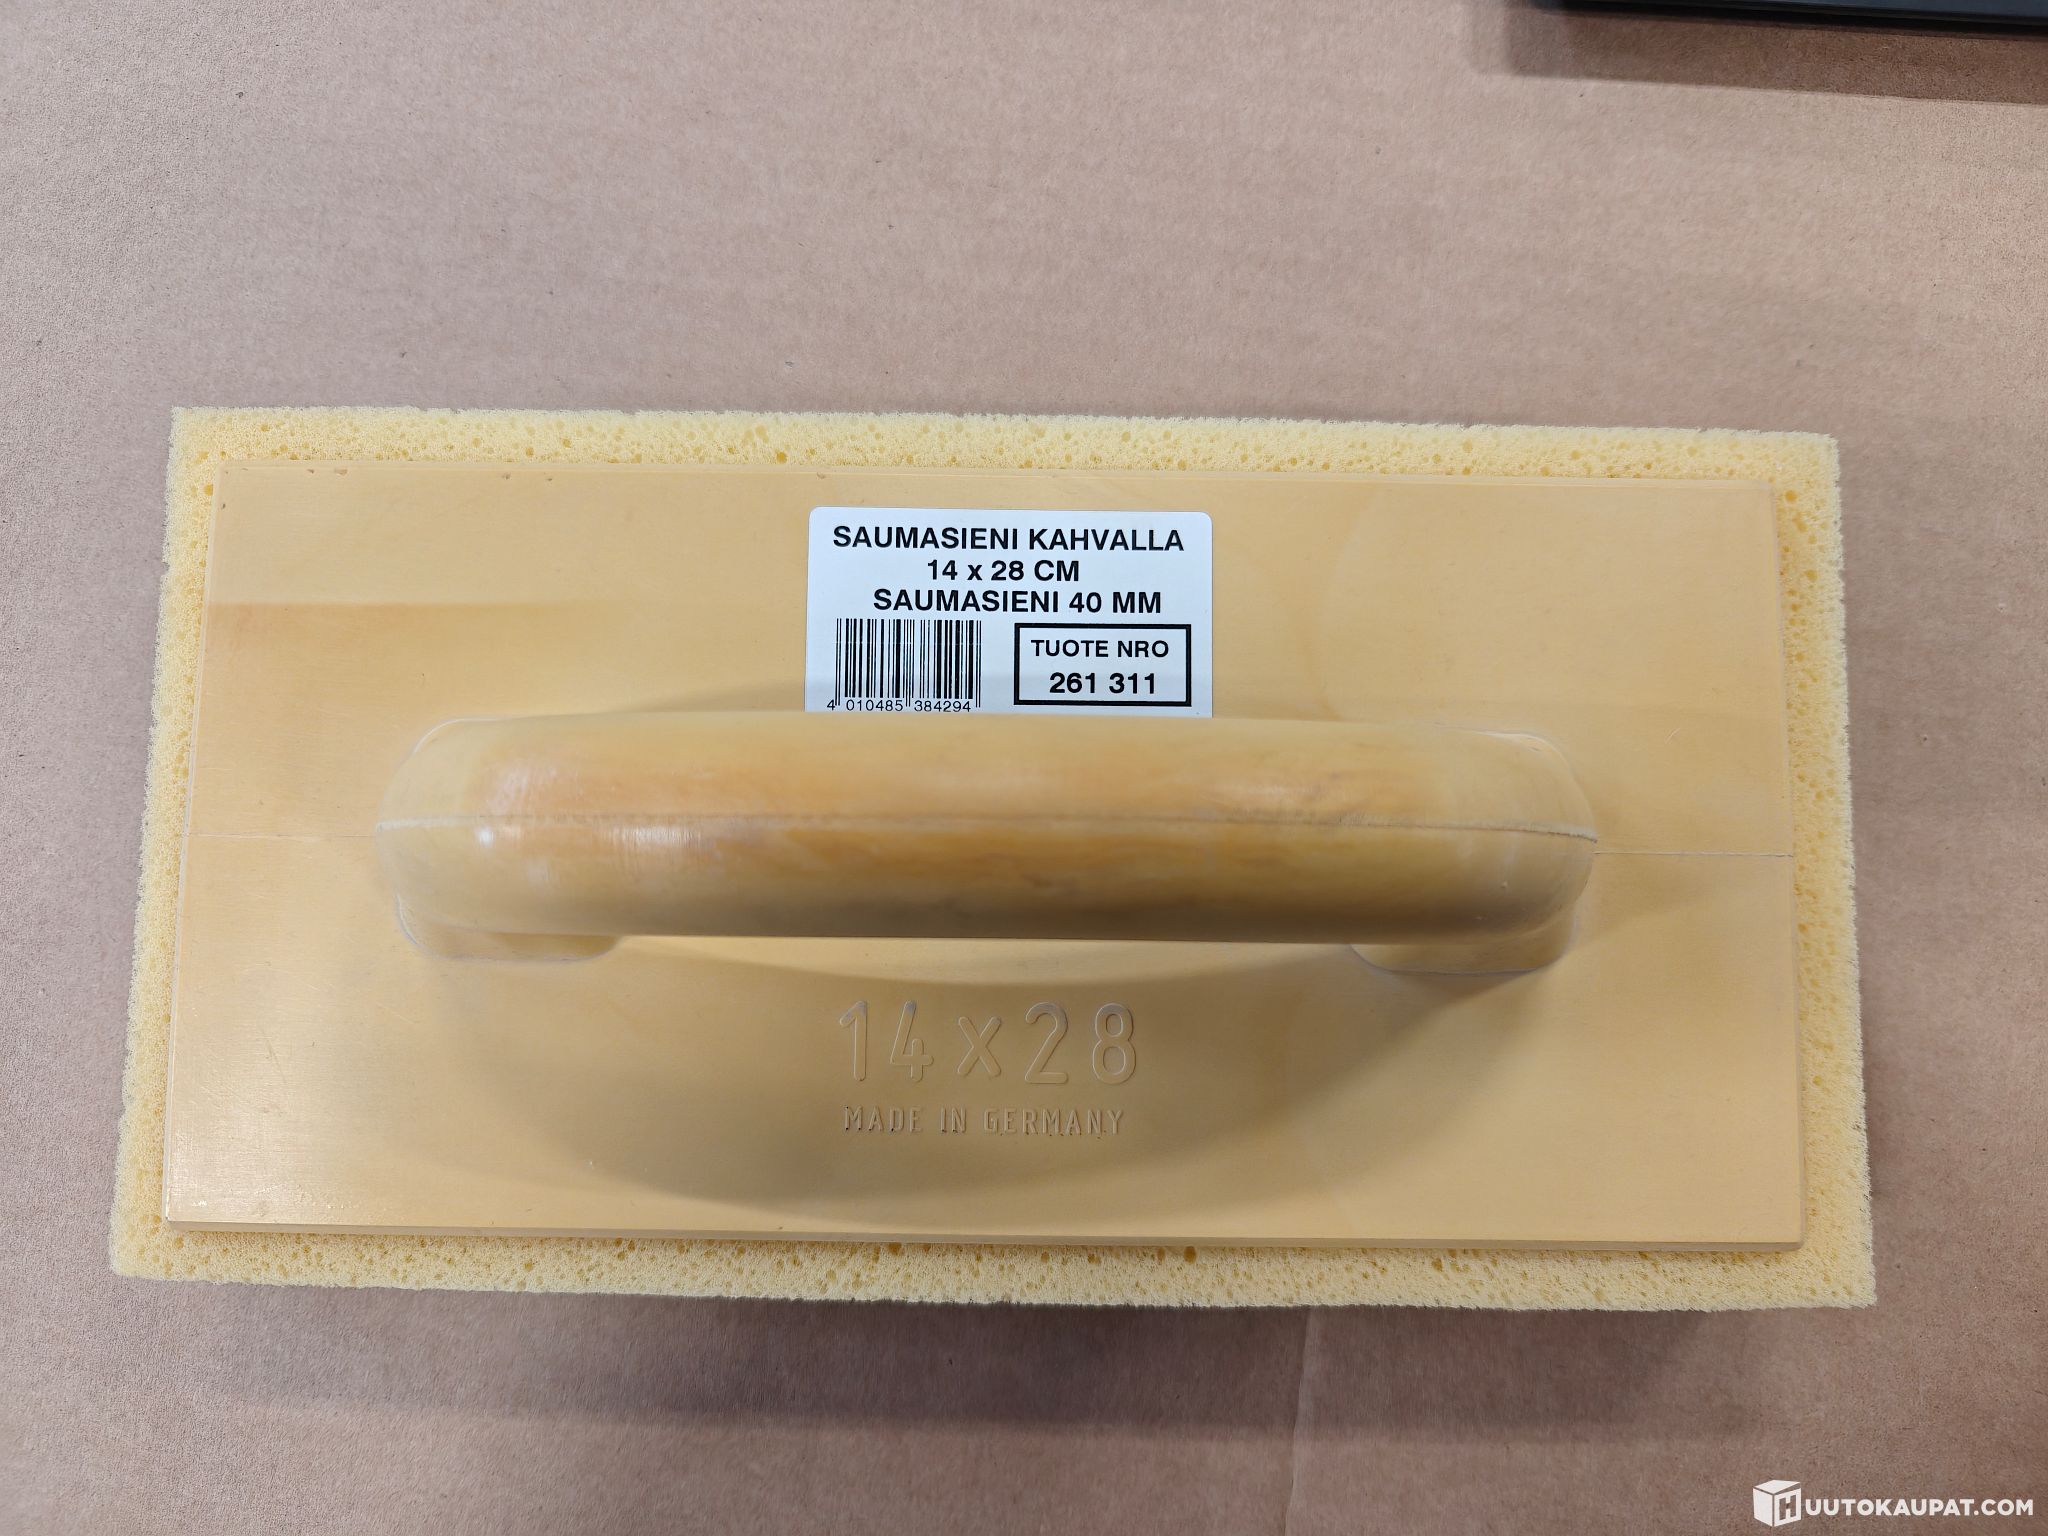 SAUMASIENI KAHVALLA
14 x 28 CM
SAUMASIENI 40 MM
TUOTE NRO
261 311
4 010485 384294
14x28
MADE IN GERMANY
HUUTOKAUPAT.COM